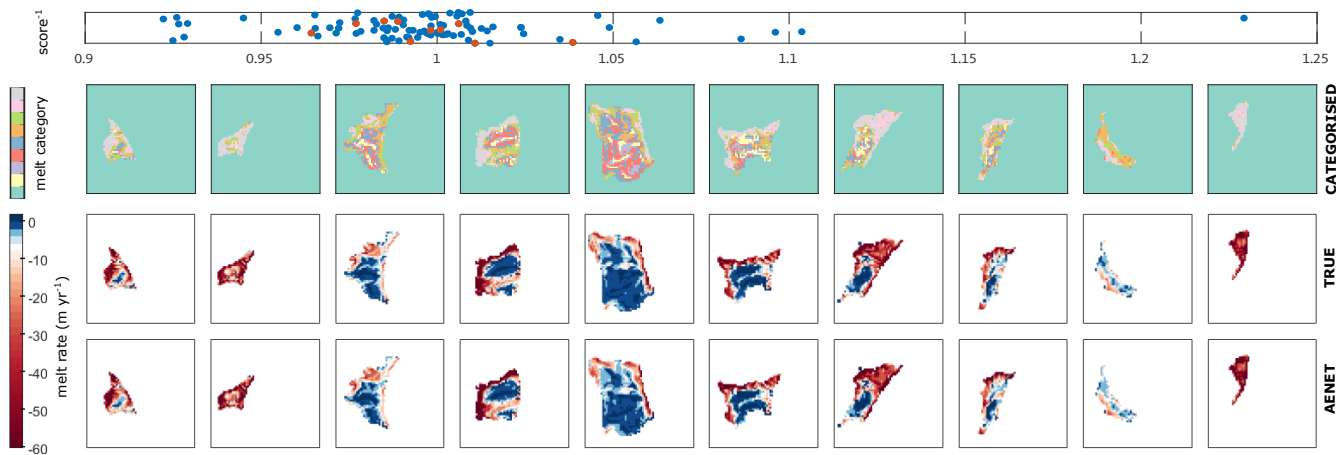 score⁻¹
0.9 0.95 1 1.05 1.1 1.15 1.2 1.25
melt category
CATEGORISED
melt rate (m yr⁻¹)
0
-10
-20
-30
-40
-50
-60
TRUE
AENET